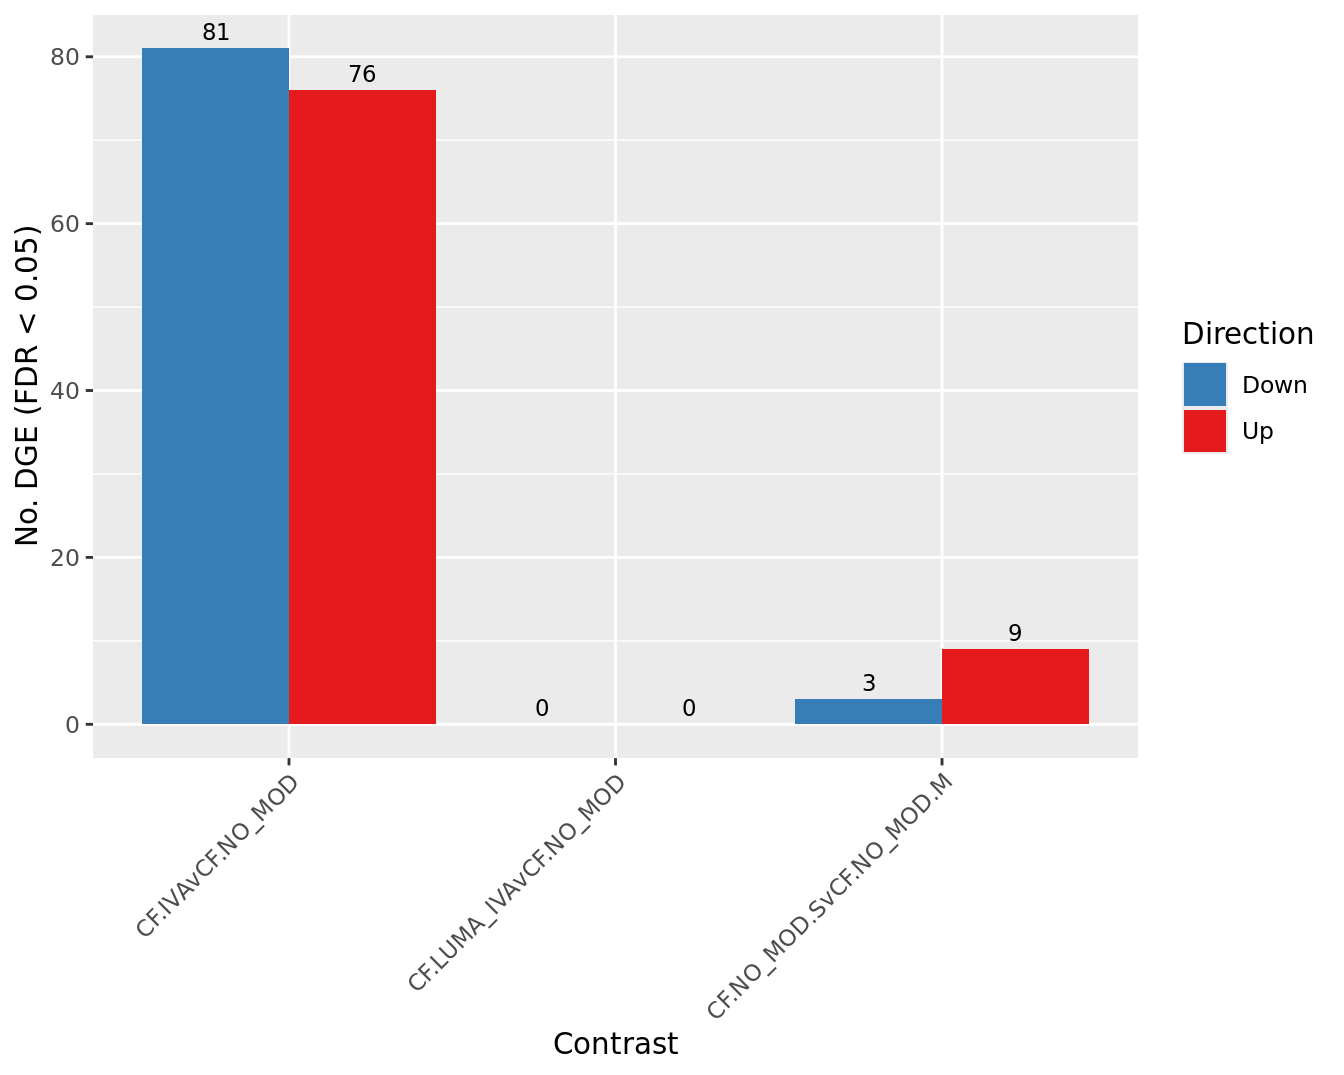 81
76
0
0
3
9
80
60
40
20
0
No. DGE (FDR < 0.05)
CF.IVAvCF.NO_MOD
CF.LUMA_IVAvCF.NO_MOD
CF.NO_MOD.SvCF.NO_MOD.M
Contrast
Direction
Down
Up